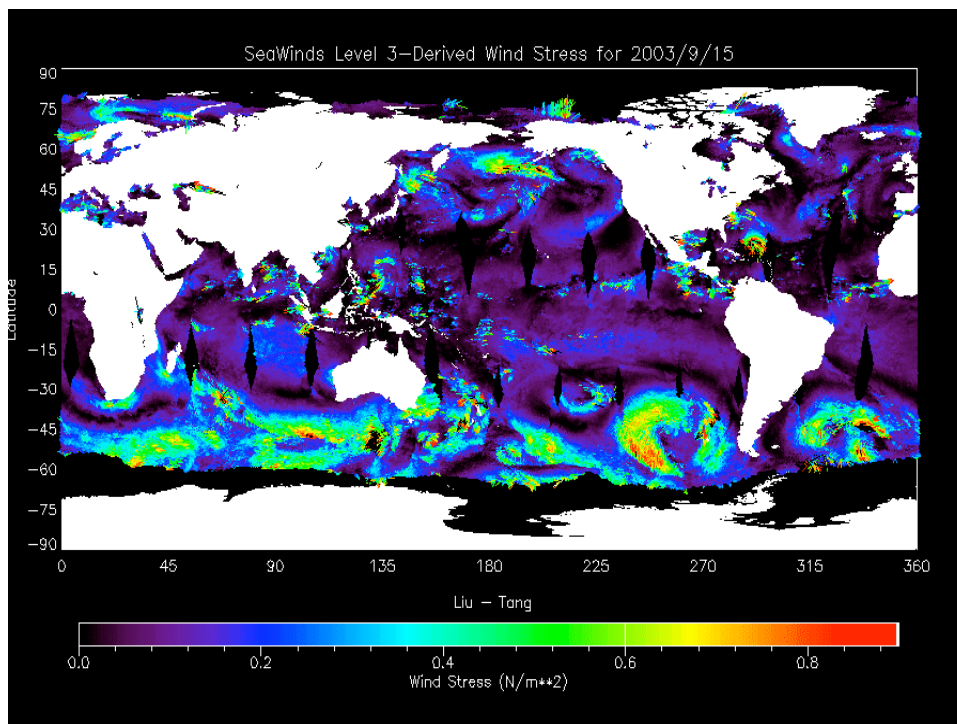 SeaWinds Level 3-Derived Wind Stress for 2003/9/15
90
75
60
45
30
15
0
-15
-30
-45
-60
-75
-90
Latitude
0 45 90 135 180 225 270 315 360
Liu - Tang
0.0 0.2 0.4 0.6 0.8
Wind Stress (N/m**2)